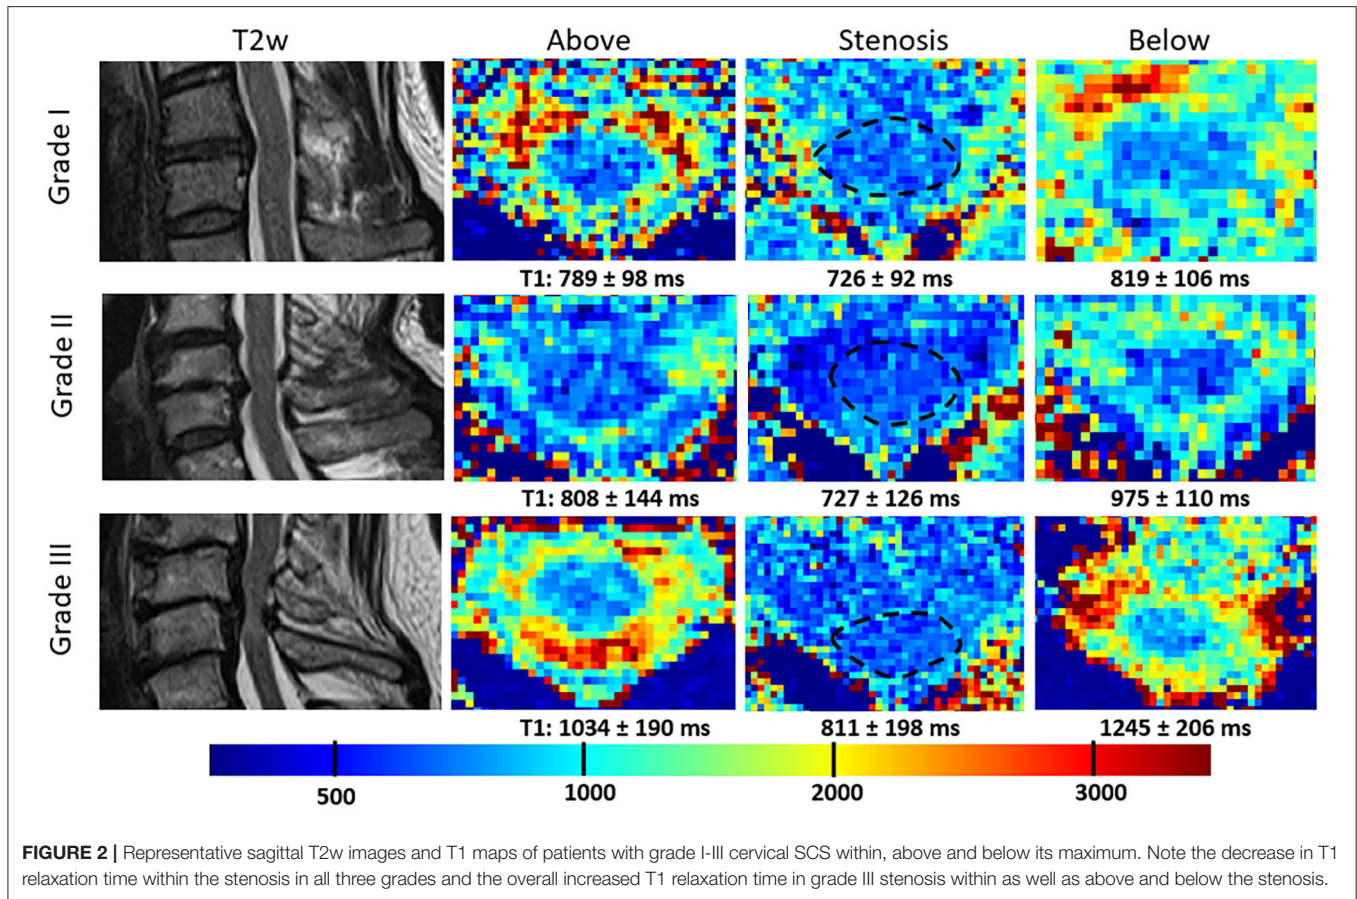 T2w Above Stenosis Below
Grade I
T1: 789 ± 98 ms 726 ± 92 ms 819 ± 106 ms
Grade II
T1: 808 ± 144 ms 727 ± 126 ms 975 ± 110 ms
Grade III
T1: 1034 ± 190 ms 811 ± 198 ms 1245 ± 206 ms
500 1000 2000 3000
FIGURE 2 | Representative sagittal T2w images and T1 maps of patients with grade I-III cervical SCS within, above and below its maximum. Note the decrease in T1
relaxation time within the stenosis in all three grades and the overall increased T1 relaxation time in grade III stenosis within as well as above and below the stenosis.